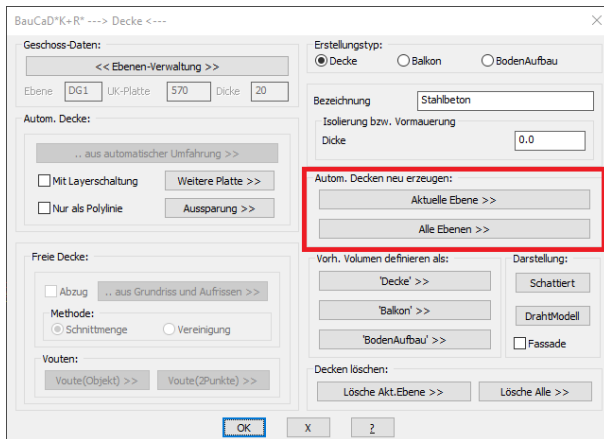 BauCaD*K+R* ---> Decke <---
Geschoss-Daten:
<< Ebenen-Verwaltung >>
Ebene DG1 UK-Platte 570 Dicke 20
Autom. Decke:
.. aus automatischer Umfahrung >>
Mit Layerschaltung Weitere Platte >>
Nur als Polylinie Aussparung >>
Freie Decke:
Abzug .. aus Grundriss und Aufrissen >>
Methode:
Schnittmenge Vereinigung
Vouten:
Voute(Objekt) >> Voute(2Punkte) >>
Erstellungstyp:
Decke Balkon BodenAufbau
Bezeichnung Stahlbeton
Isolierung bzw. Vormauerung
Dicke 0.0
Autom. Decken neu erzeugen:
Aktuelle Ebene >>
Alle Ebenen >>
Vorh. Volumen definieren als:
'Decke' >>
'Balkon' >>
'BodenAufbau' >>
Darstellung:
Schattiert
DrahtModell
Fassade
Decken löschen:
Lösche Akt.Ebene >> Lösche Alle >>
OK X ?